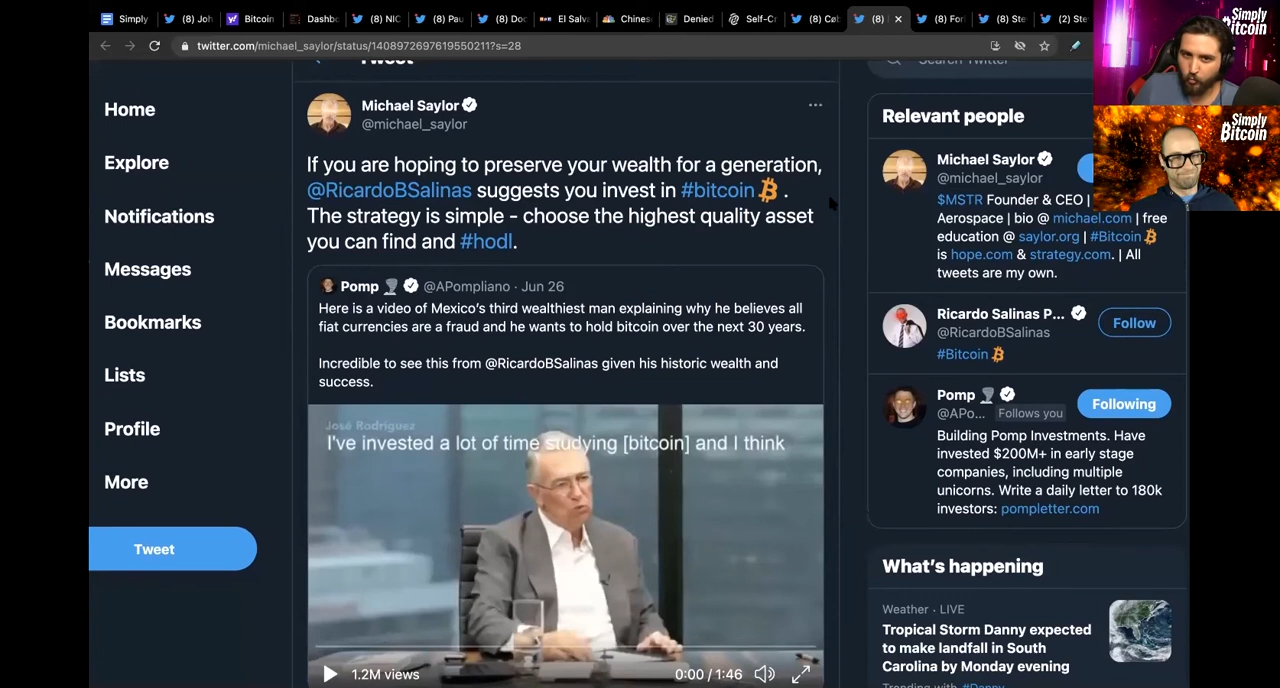 Simply
(8) Joh
Bitcoin
Dashbo
(8) NIC
(8) Pau
(8) Doc
El Salva
Chines
Denied
Self-Cr
(8)
(8)
(8) For
(8) Ste
(2) Ste
twitter.com/michael_saylor/status/1408972697619550211?s=28
Simply
Bitcoin
Simply
Bitcoin
Home
Explore
Notifications
Messages
Bookmarks
Lists
Profile
More
Tweet
Tweet
Michael Saylor
@michael_saylor
If you are hoping to preserve your wealth for a generation,
@RicardoBSalinas suggests you invest in #bitcoin .
The strategy is simple - choose the highest quality asset
you can find and #hodl.
Pomp @APompliano · Jun 26
Here is a video of Mexico’s third wealthiest man explaining why he believes all
fiat currencies are a fraud and he wants to hold bitcoin over the next 30 years.
Incredible to see this from @RicardoBSalinas given his historic wealth and
success.
José Rodriguez
I've invested a lot of time studying [bitcoin] and I think
1.2M views
0:00 / 1:46
Search Twitter
Relevant people
Michael Saylor
@michael_saylor
$MSTR Founder & CEO |
Aerospace | bio @ michael.com | free
education @ saylor.org | #Bitcoin
is hope.com & strategy.com. | All
tweets are my own.
Ricardo Salinas P...
@RicardoBSalinas
Follow
#Bitcoin
Pomp
@APo... Follows you
Following
Building Pomp Investments. Have
invested $200M+ in early stage
companies, including multiple
unicorns. Write a daily letter to 180k
investors: pompletter.com
What’s happening
Weather · LIVE
Tropical Storm Danny expected
to make landfall in South
Carolina by Monday evening
Trending with #Danny